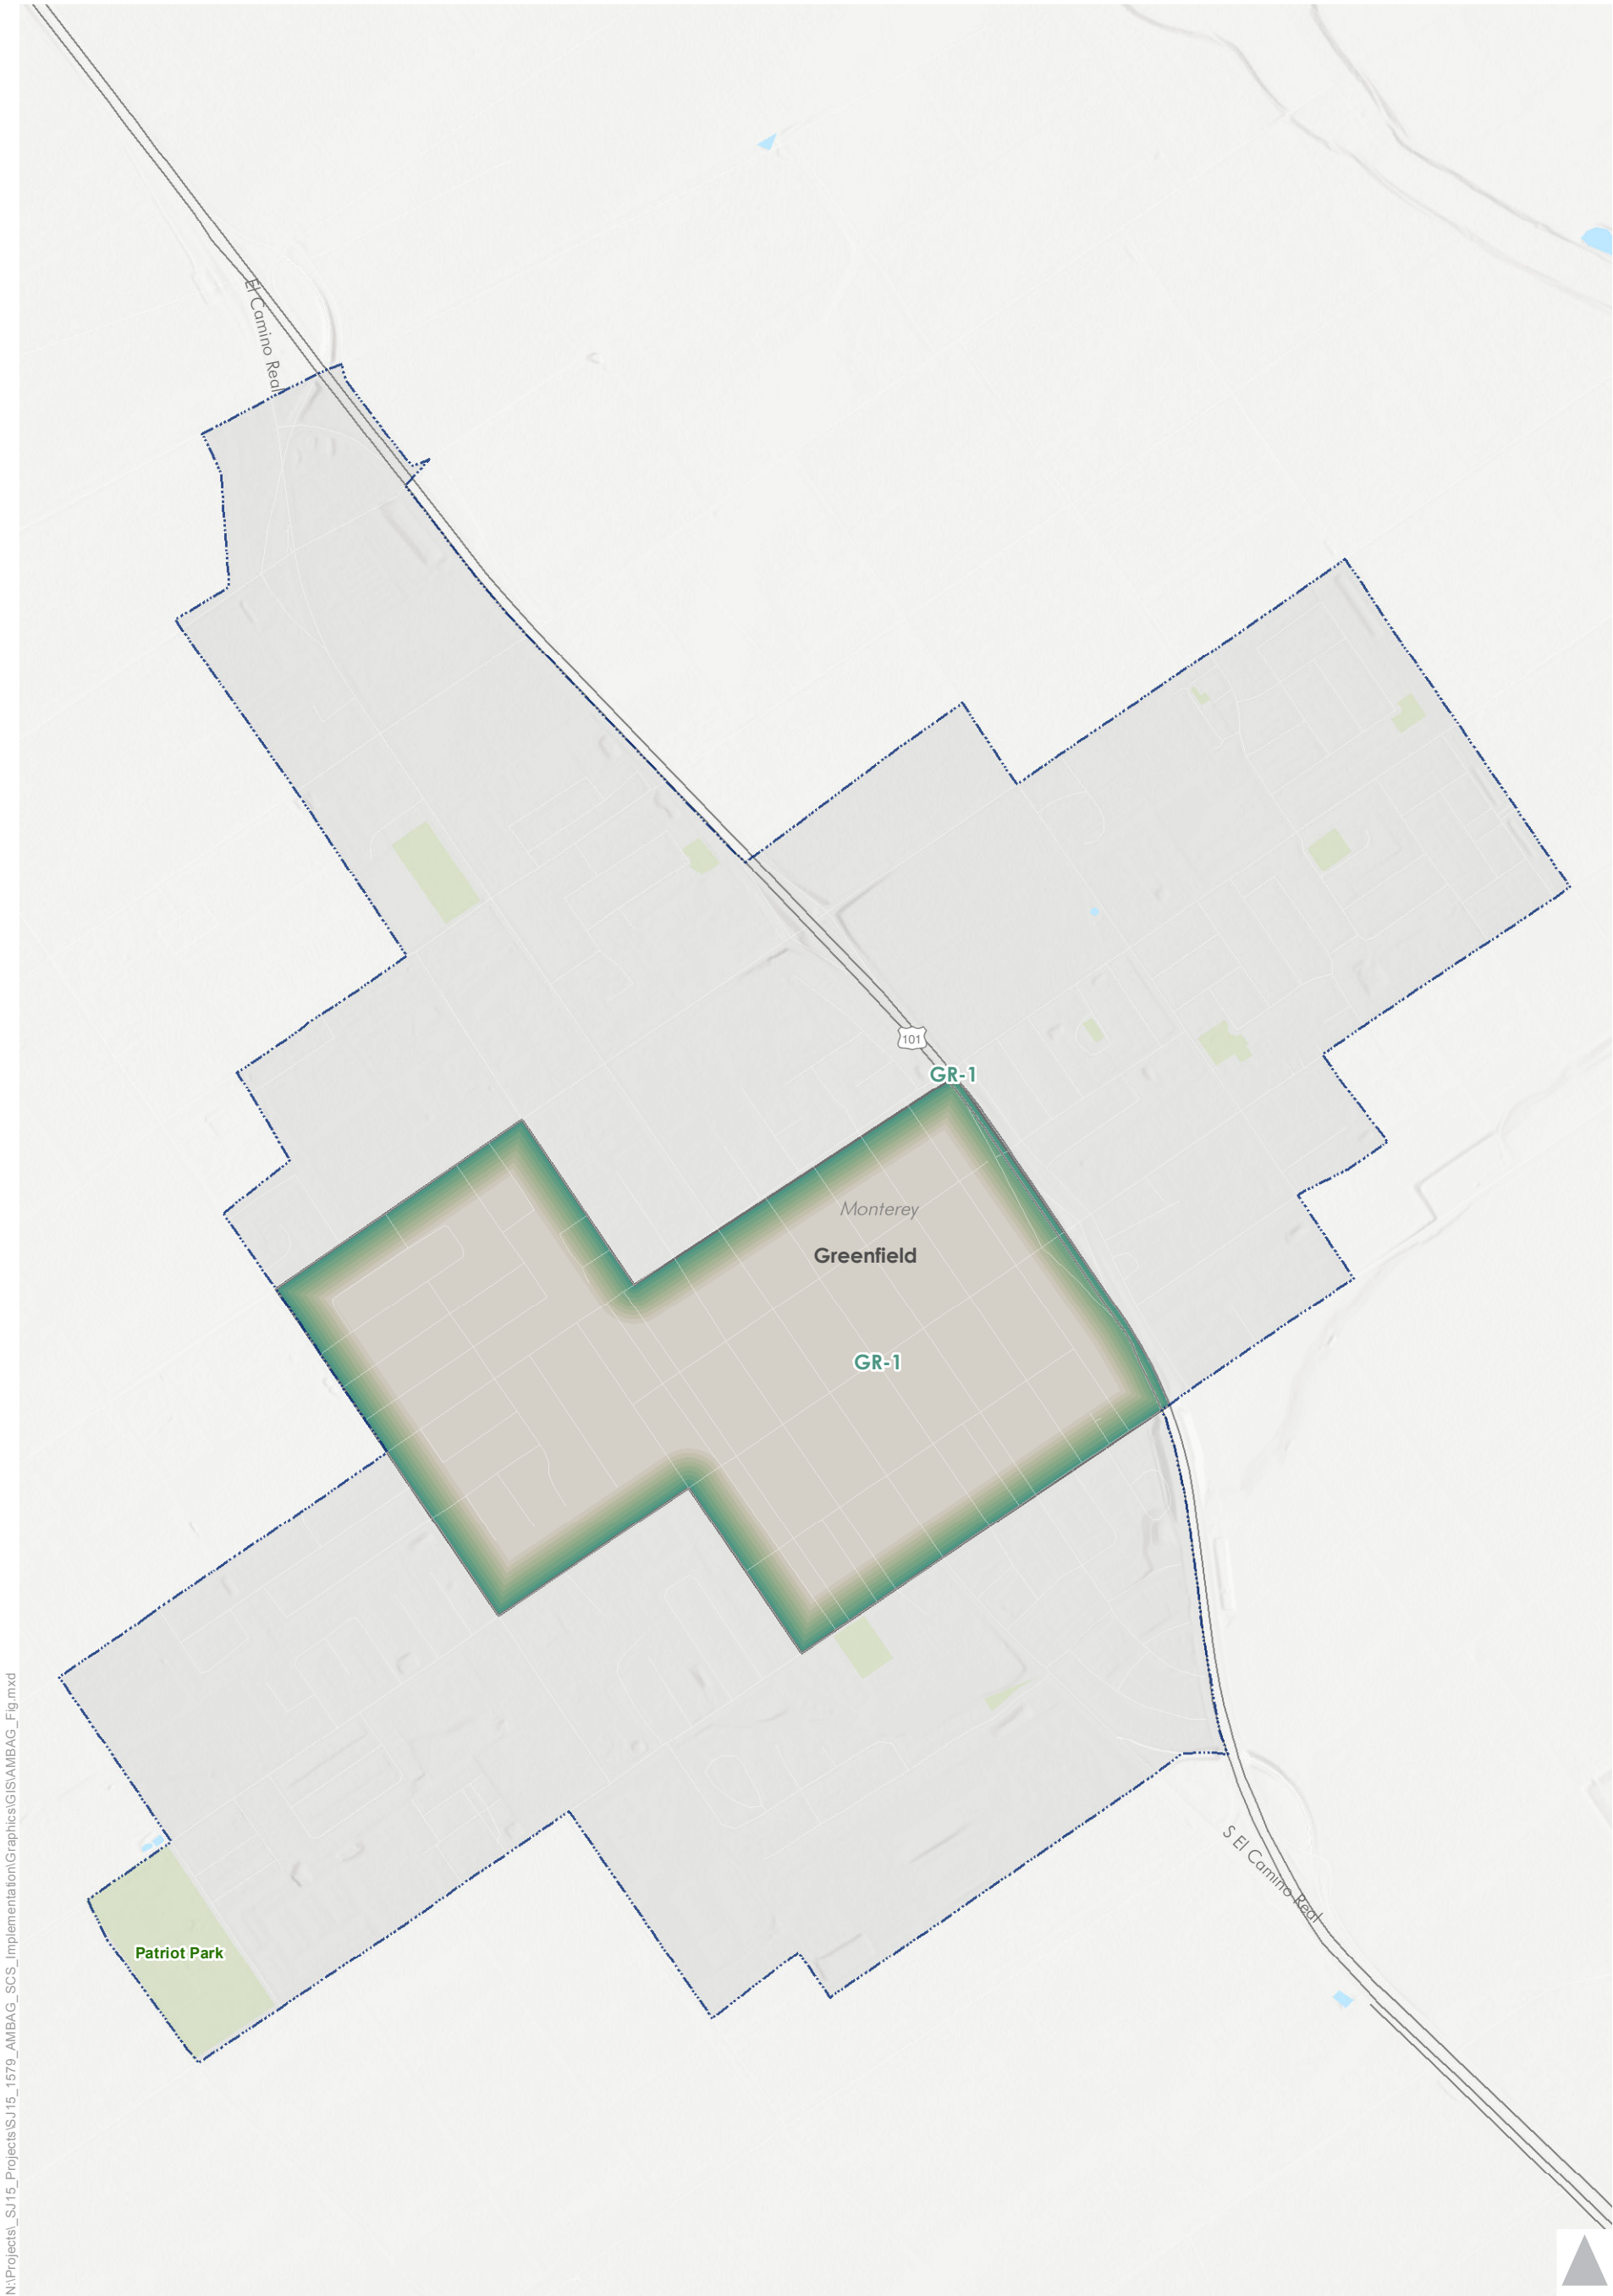 El Camino Real
101
GR-1
Monterey
Greenfield
GR-1
S El Camino Real
Patriot Park
N:\Projects\_SJ15_Projects\SJ15_1579_AMBAG_SCS_Implementation\Graphics\GIS\AMBAG_Fig.mxd